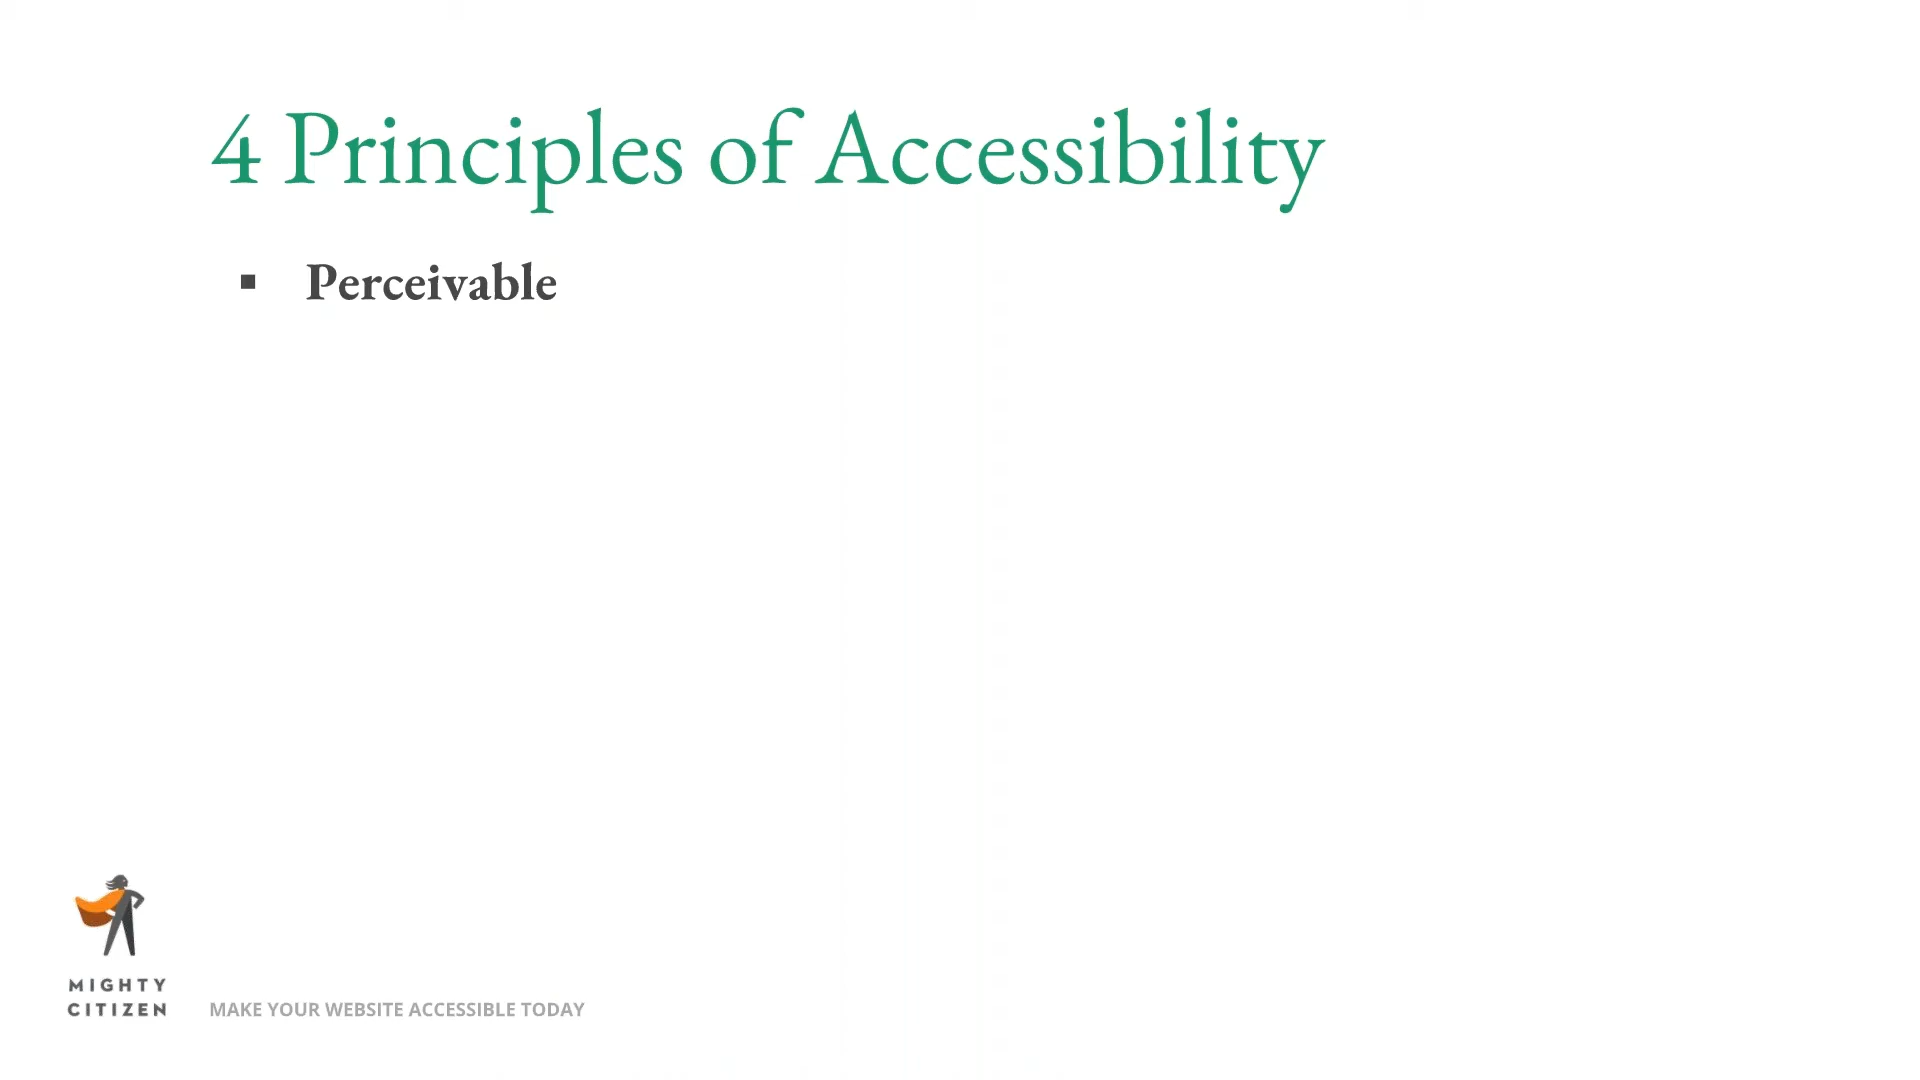 4 Principles of Accessibility
▪ Perceivable
MIGHTY
CITIZEN
MAKE YOUR WEBSITE ACCESSIBLE TODAY